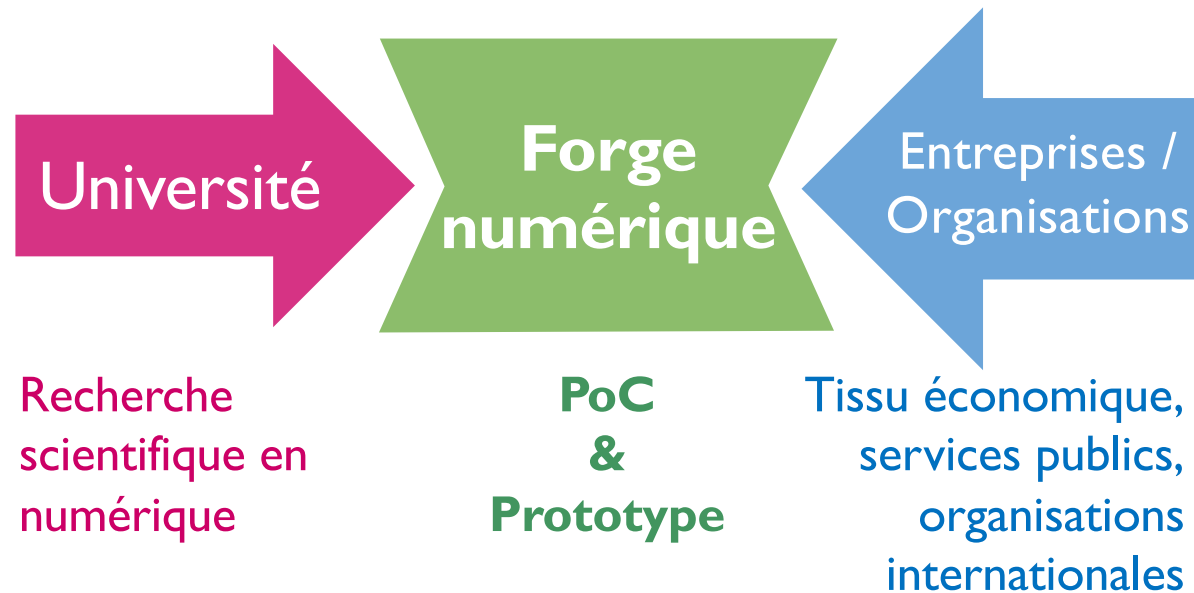 Université
Forge
numérique
Entreprises /
Organisations
Recherche
scientifique en
numérique
PoC
&
Prototype
Tissu économique,
services publics,
organisations
internationales